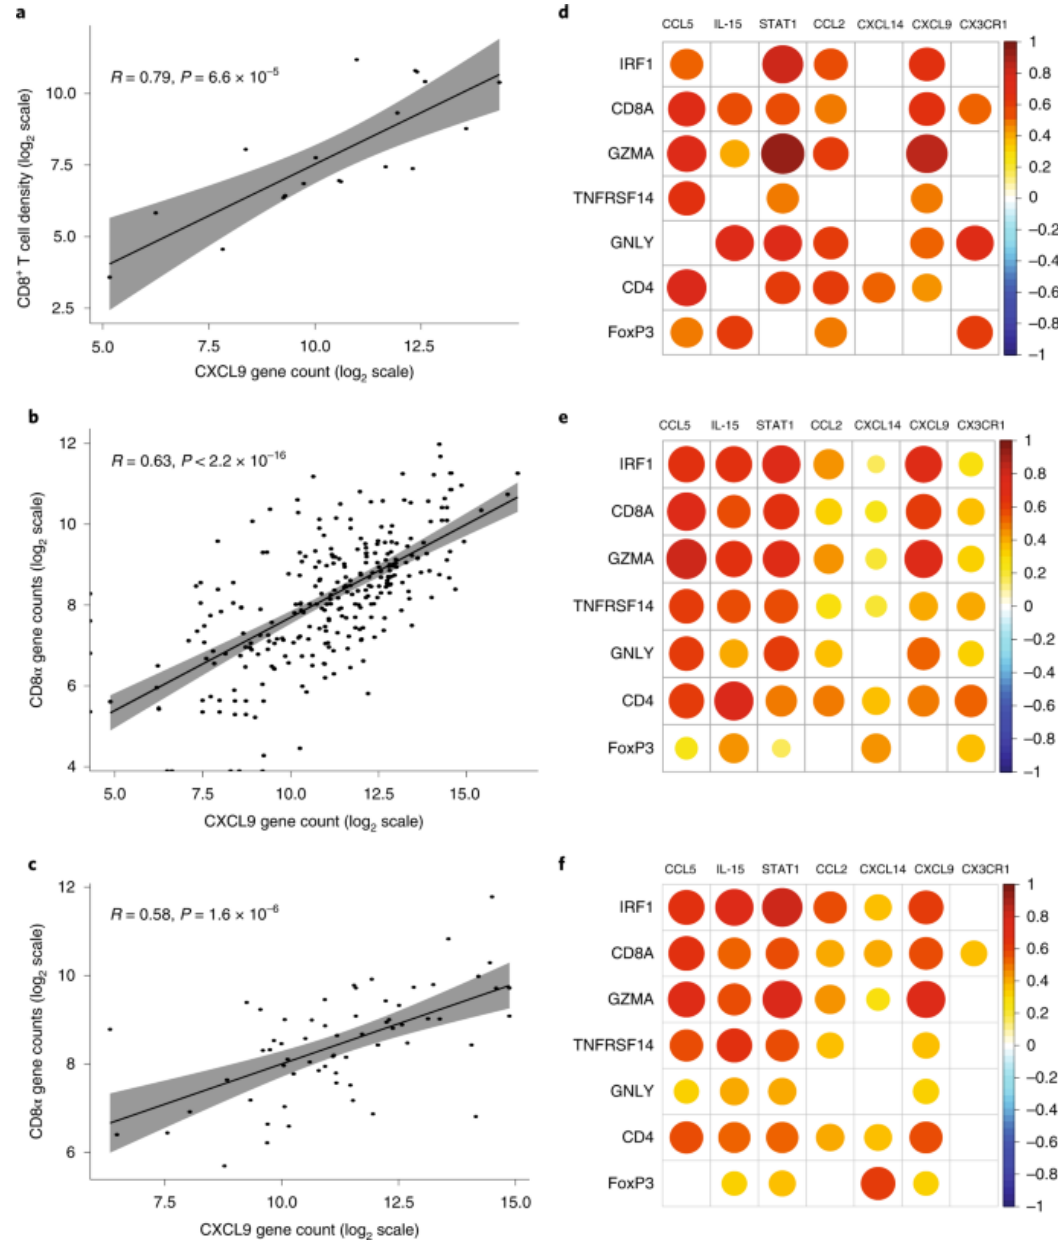 a
R = 0.79, P = 6.6 × 10⁻⁵
CD8⁺ T cell density (log₂ scale)
10.0
7.5
5.0
2.5
5.0 7.5 10.0 12.5
CXCL9 gene count (log₂ scale)
d
CCL5 IL-15 STAT1 CCL2 CXCL14 CXCL9 CX3CR1
IRF1
CD8A
GZMA
TNFRSF14
GNLY
CD4
FoxP3
1
0.8
0.6
0.4
0.2
0
−0.2
−0.4
−0.6
−0.8
−1
b
R = 0.63, P < 2.2 × 10⁻¹⁶
CD8α gene counts (log₂ scale)
12
10
8
6
4
5.0 7.5 10.0 12.5 15.0
CXCL9 gene count (log₂ scale)
e
CCL5 IL-15 STAT1 CCL2 CXCL14 CXCL9 CX3CR1
IRF1
CD8A
GZMA
TNFRSF14
GNLY
CD4
FoxP3
1
0.8
0.6
0.4
0.2
0
−0.2
−0.4
−0.6
−0.8
−1
c
R = 0.58, P = 1.6 × 10⁻⁶
CD8α gene counts (log₂ scale)
12
10
8
6
7.5 10.0 12.5 15.0
CXCL9 gene count (log₂ scale)
f
CCL5 IL-15 STAT1 CCL2 CXCL14 CXCL9 CX3CR1
IRF1
CD8A
GZMA
TNFRSF14
GNLY
CD4
FoxP3
1
0.8
0.6
0.4
0.2
0
−0.2
−0.4
−0.6
−0.8
−1